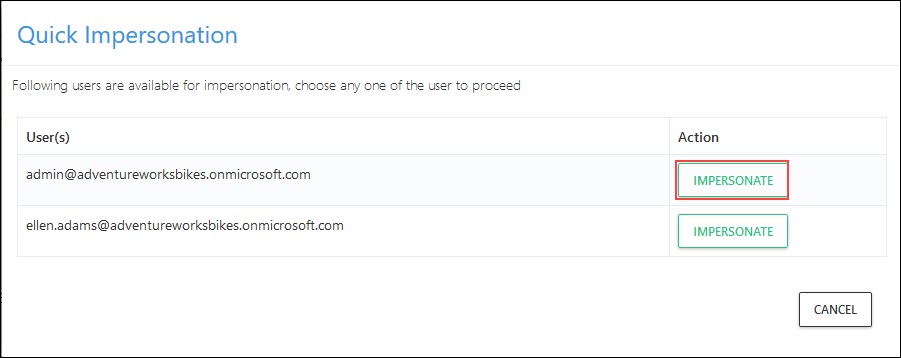 Quick Impersonation
Following users are available for impersonation, choose any one of the user to proceed
User(s) Action
admin@adventureworksbikes.onmicrosoft.com IMPERSONATE
ellen.adams@adventureworksbikes.onmicrosoft.com IMPERSONATE
CANCEL